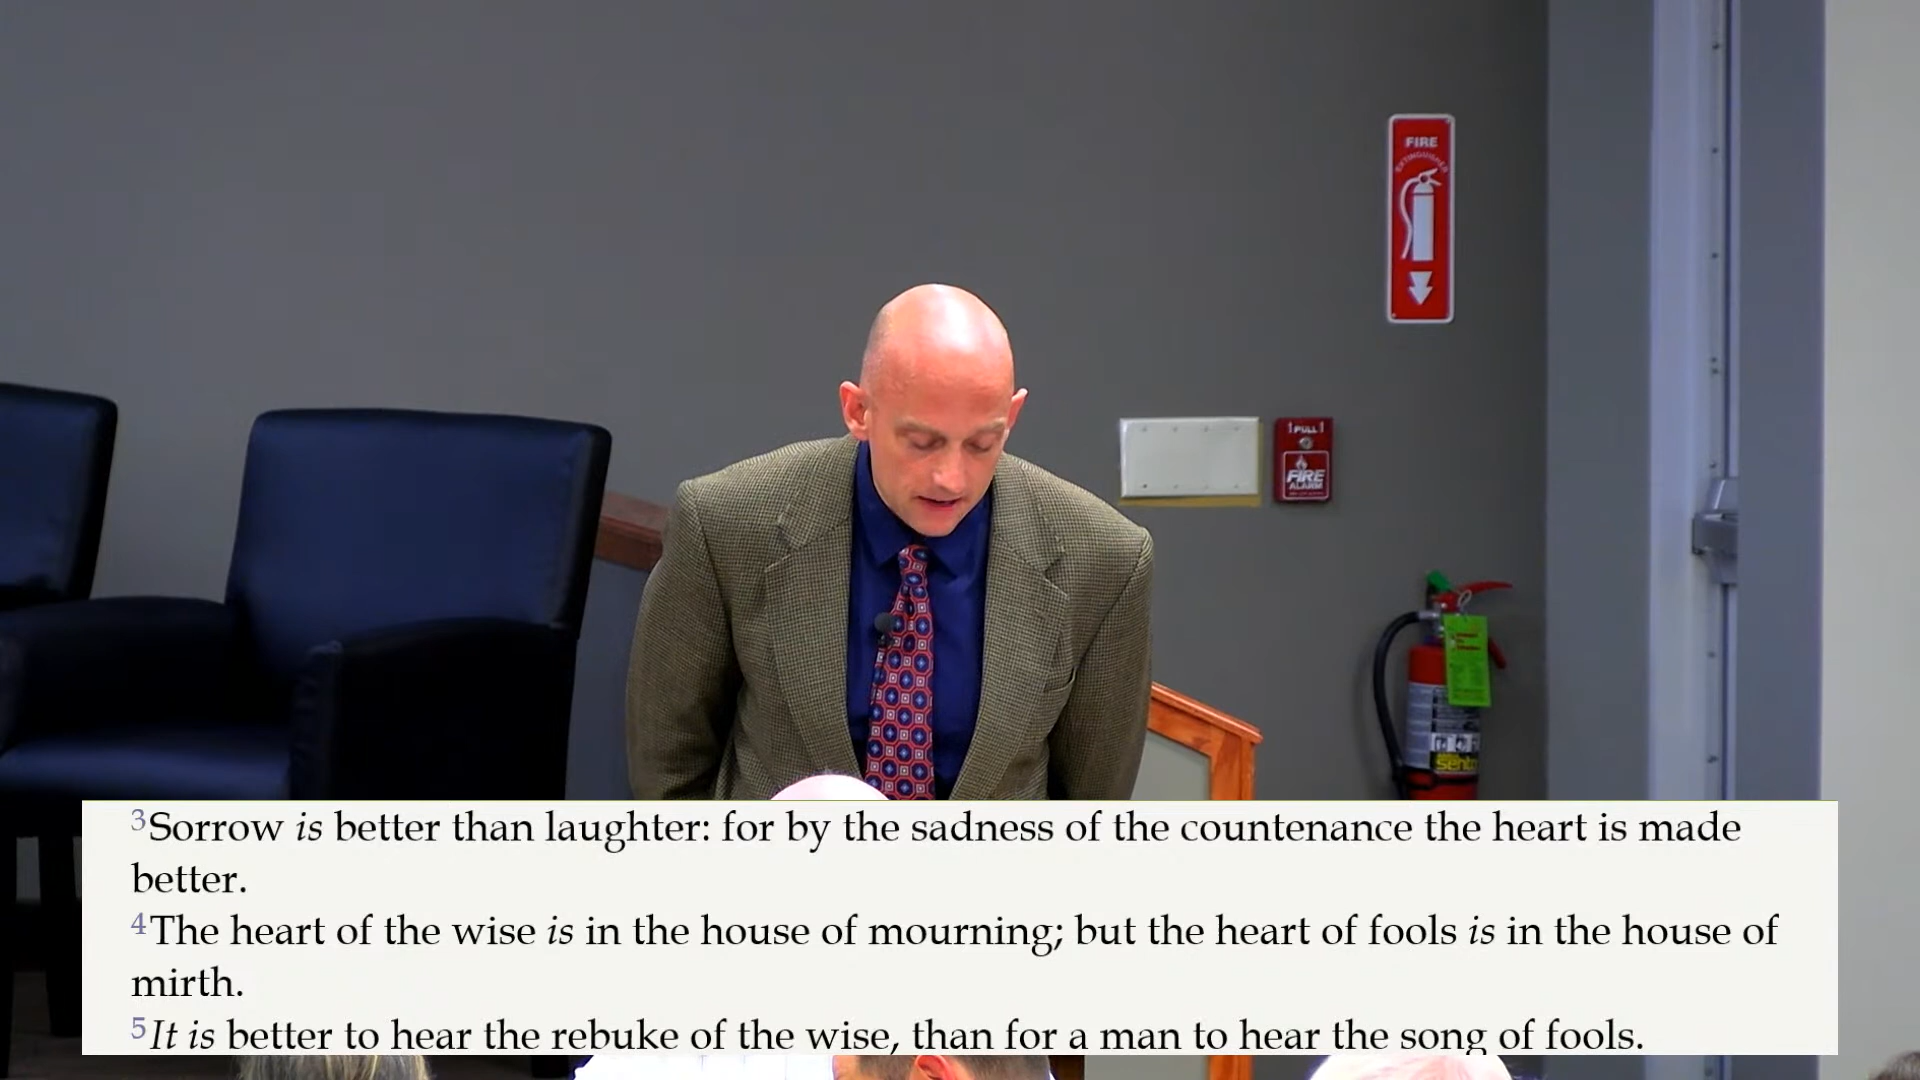 FIRE
EXTINGUISHER
PULL
FIRE
ALARM
sentry
3Sorrow is better than laughter: for by the sadness of the countenance the heart is made
better.
4The heart of the wise is in the house of mourning; but the heart of fools is in the house of
mirth.
5It is better to hear the rebuke of the wise, than for a man to hear the song of fools.